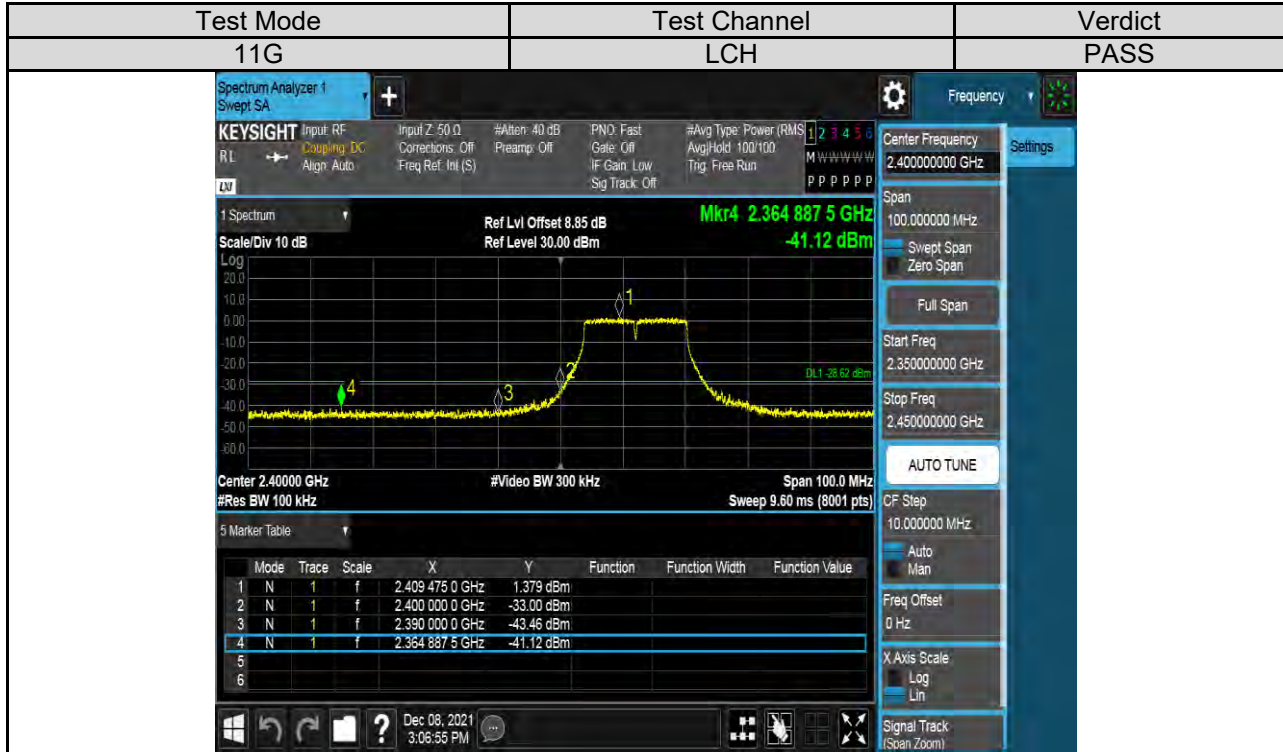 Test Mode Test Channel Verdict
11G LCH PASS
Spectrum Analyzer 1
Swept SA
+
Frequency
KEYSIGHT Input: RF Input Z: 50 Ω #Atten: 40 dB PNO: Fast #Avg Type: Power (RMS 1 2 3 4 5 6
RL Coupling: DC Corrections: Off Preamp: Off Gate: Off Avg|Hold: 100/100 M W W W W W
Align: Auto Freq Ref: Int (S) IF Gain: Low Trig: Free Run
LXI Sig Track: Off P P P P P P
Center Frequency
2.400000000 GHz
Settings
Span
100.000000 MHz
Swept Span
Zero Span
Full Span
Start Freq
2.350000000 GHz
Stop Freq
2.450000000 GHz
AUTO TUNE
CF Step
10.000000 MHz
Auto
Man
Freq Offset
0 Hz
X Axis Scale
Log
Lin
Signal Track
(Span Zoom)
1 Spectrum
Ref Lvl Offset 8.85 dB
Mkr4 2.364 887 5 GHz
Scale/Div 10 dB
Ref Level 30.00 dBm
-41.12 dBm
Log
20.0
10.0
0.00
-10.0
-20.0
-30.0
-40.0
-50.0
-60.0
1
2
3
4
DL1 -28.62 dBm
Center 2.40000 GHz #Video BW 300 kHz Span 100.0 MHz
#Res BW 100 kHz Sweep 9.60 ms (8001 pts)
5 Marker Table
Mode Trace Scale X Y Function Function Width Function Value
1 N 1 f 2.409 475 0 GHz 1.379 dBm
2 N 1 f 2.400 000 0 GHz -33.00 dBm
3 N 1 f 2.390 000 0 GHz -43.46 dBm
4 N 1 f 2.364 887 5 GHz -41.12 dBm
5
6
?
Dec 08, 2021
3:06:55 PM